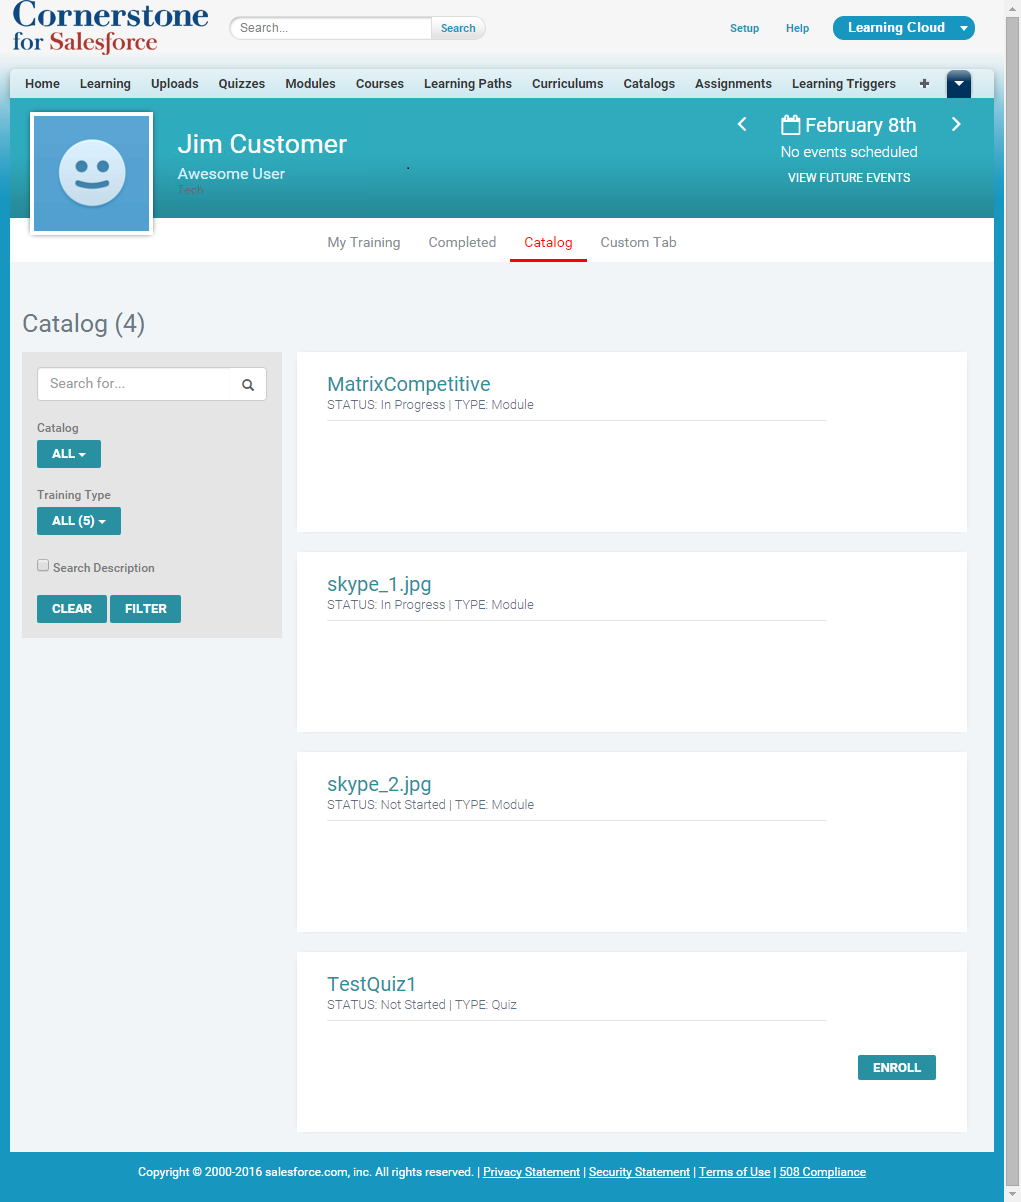 Cornerstone
for Salesforce
Search...
Search
Setup
Help
Learning Cloud
Home Learning Uploads Quizzes Modules Courses Learning Paths Curriculums Catalogs Assignments Learning Triggers +
Jim Customer
Awesome User
Tech
February 8th
No events scheduled
VIEW FUTURE EVENTS
My Training Completed Catalog Custom Tab
Catalog (4)
Search for...
Catalog
ALL
Training Type
ALL (5)
Search Description
CLEAR FILTER
MatrixCompetitive
STATUS: In Progress | TYPE: Module
skype_1.jpg
STATUS: In Progress | TYPE: Module
skype_2.jpg
STATUS: Not Started | TYPE: Module
TestQuiz1
STATUS: Not Started | TYPE: Quiz
ENROLL
Copyright © 2000-2016 salesforce.com, inc. All rights reserved. | Privacy Statement | Security Statement | Terms of Use | 508 Compliance